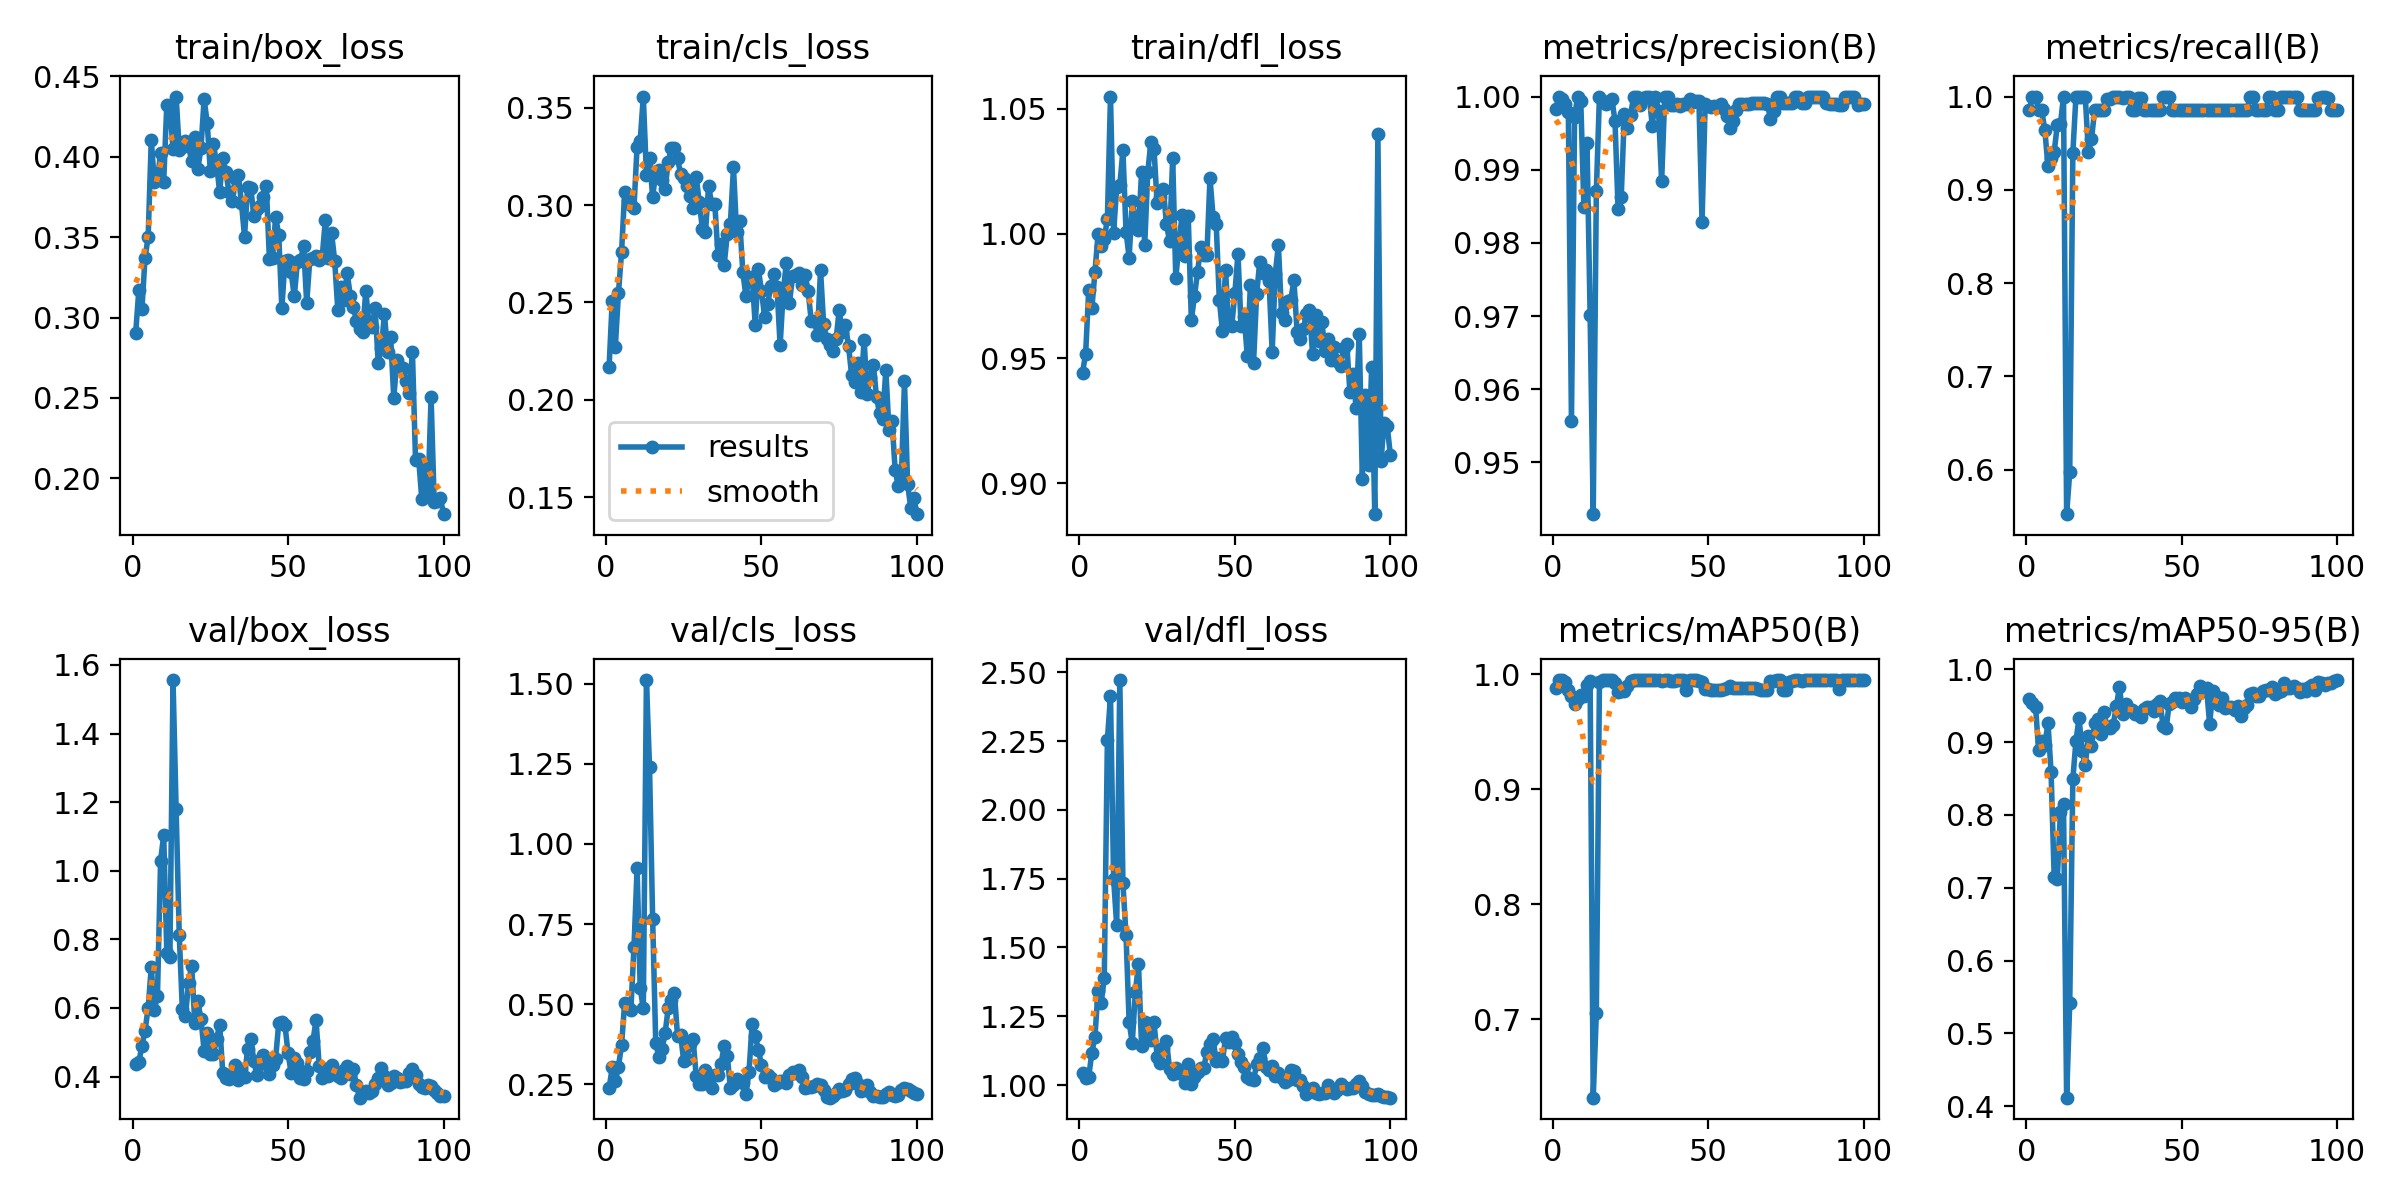 train/box_loss
train/cls_loss
train/dfl_loss
metrics/precision(B)
metrics/recall(B)
0.45
0.40
0.35
0.30
0.25
0.20
0 50 100
0.35
0.30
0.25
0.20
0.15
results
smooth
0 50 100
1.05
1.00
0.95
0.90
0 50 100
1.00
0.99
0.98
0.97
0.96
0.95
0 50 100
1.0
0.9
0.8
0.7
0.6
0 50 100
val/box_loss
val/cls_loss
val/dfl_loss
metrics/mAP50(B)
metrics/mAP50-95(B)
1.6
1.4
1.2
1.0
0.8
0.6
0.4
0 50 100
1.50
1.25
1.00
0.75
0.50
0.25
0 50 100
2.50
2.25
2.00
1.75
1.50
1.25
1.00
0 50 100
1.0
0.9
0.8
0.7
0 50 100
1.0
0.9
0.8
0.7
0.6
0.5
0.4
0 50 100